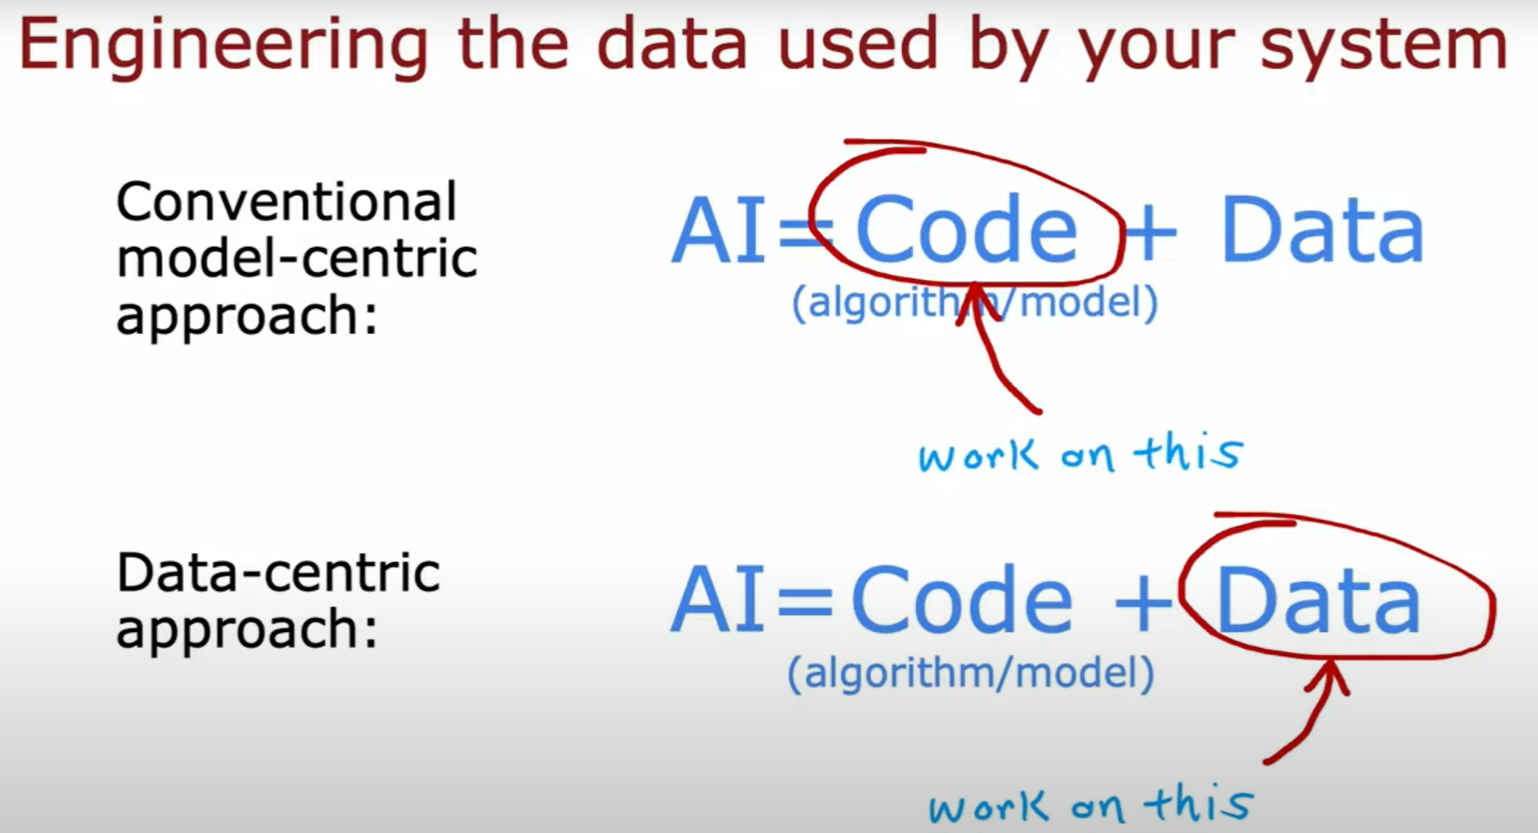 Engineering the data used by your system
Conventional
model-centric
approach:
AI= Code + Data
(algorithm/model)
work on this
Data-centric
approach:
AI= Code + Data
(algorithm/model)
work on this